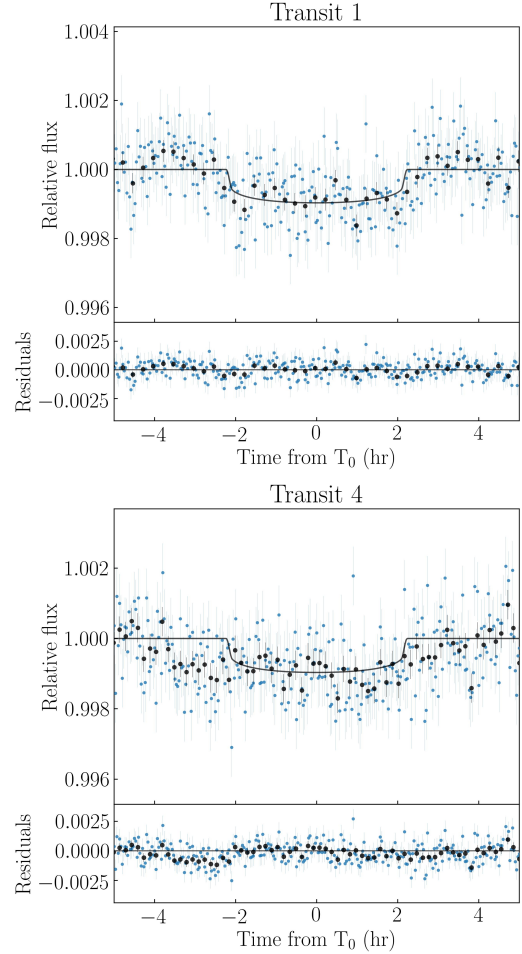 Transit 1
1.004
1.002
1.000
0.998
0.996
Relative flux
0.0025
0.0000
−0.0025
Residuals
−4 −2 0 2 4
Time from T₀ (hr)
Transit 4
1.002
1.000
0.998
0.996
Relative flux
0.0025
0.0000
−0.0025
Residuals
−4 −2 0 2 4
Time from T₀ (hr)